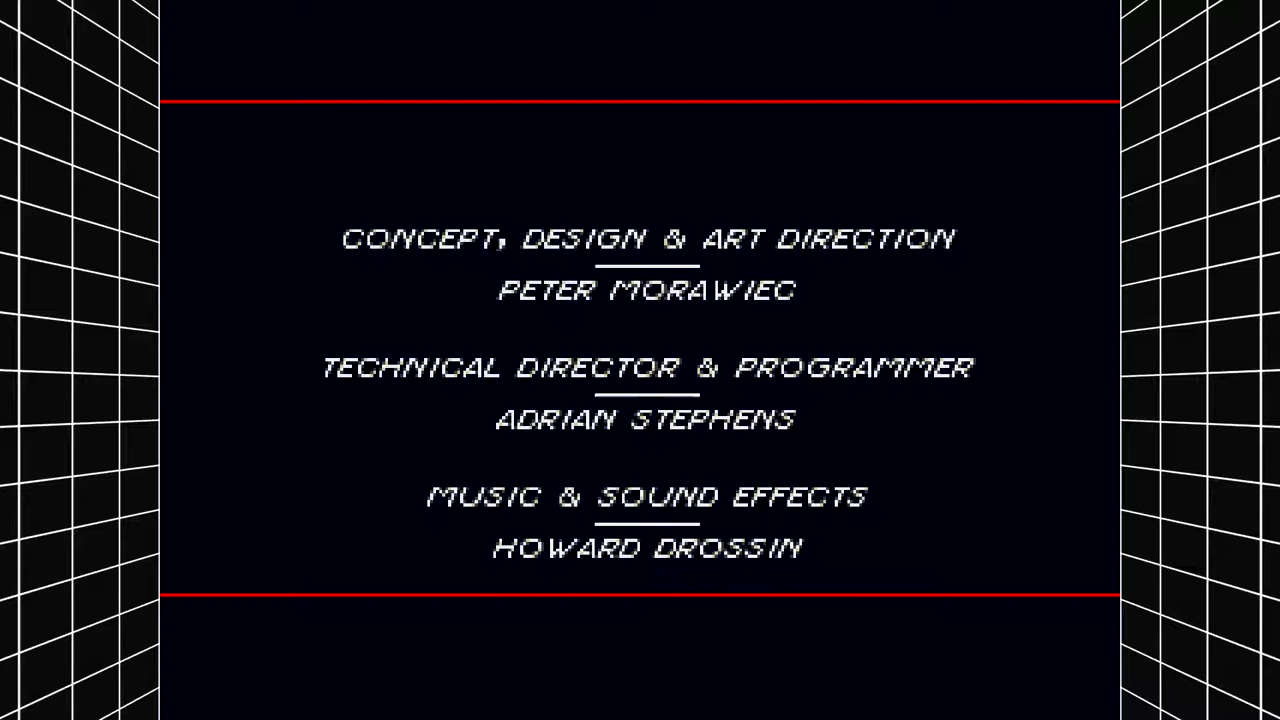 CONCEPT, DESIGN & ART DIRECTION
PETER MORAWIEC
TECHNICAL DIRECTOR & PROGRAMMER
ADRIAN STEPHENS
MUSIC & SOUND EFFECTS
HOWARD DROSSIN